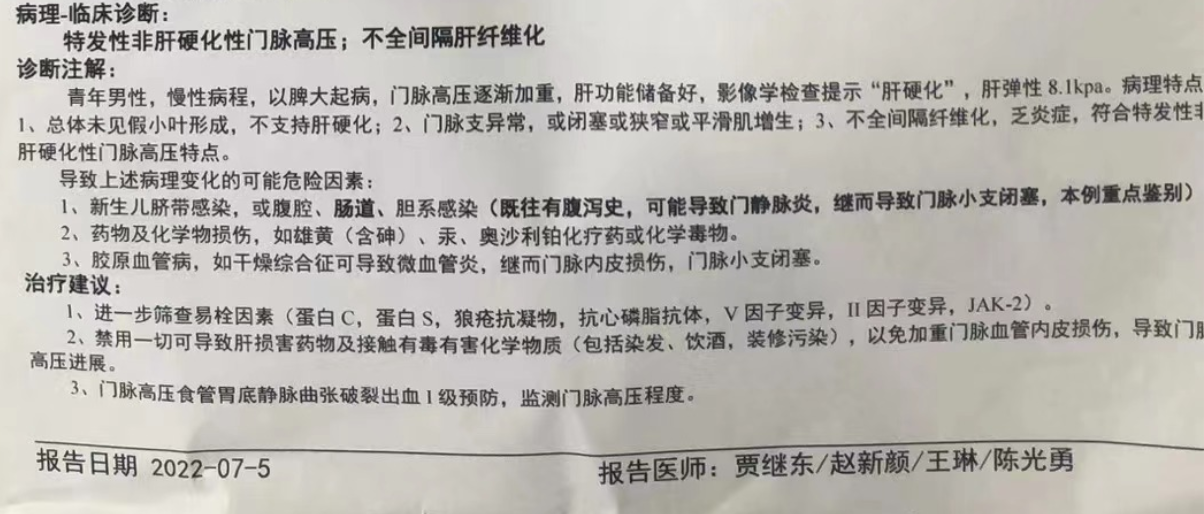 病理-临床诊断：
特发性非肝硬化性门脉高压；不全间隔肝纤维化
诊断注解：
青年男性，慢性病程，以脾大起病，门脉高压逐渐加重，肝功能储备好，影像学检查提示“肝硬化”，肝弹性 8.1kpa。病理特点
1、总体未见假小叶形成，不支持肝硬化；2、门脉支异常，或闭塞或狭窄或平滑肌增生；3、不全间隔纤维化，乏炎症，符合特发性非
肝硬化性门脉高压特点。
导致上述病理变化的可能危险因素：
1、新生儿脐带感染，或腹腔、肠道、胆系感染（既往有腹泻史，可能导致门静脉炎，继而导致门脉小支闭塞，本例重点鉴别）
2、药物及化学物损伤，如雄黄（含砷）、汞、奥沙利铂化疗药或化学毒物。
3、胶原血管病，如干燥综合征可导致微血管炎，继而门脉内皮损伤，门脉小支闭塞。
治疗建议：
1、进一步筛查易栓因素（蛋白 C，蛋白 S，狼疮抗凝物，抗心磷脂抗体，V 因子变异，II 因子变异，JAK-2）。
2、禁用一切可导致肝损害药物及接触有毒有害化学物质（包括染发、饮酒，装修污染），以免加重门脉血管内皮损伤，导致门脉
高压进展。
3、门脉高压食管胃底静脉曲张破裂出血 1 级预防，监测门脉高压程度。
报告日期 2022-07-5
报告医师：贾继东/赵新颜/王琳/陈光勇